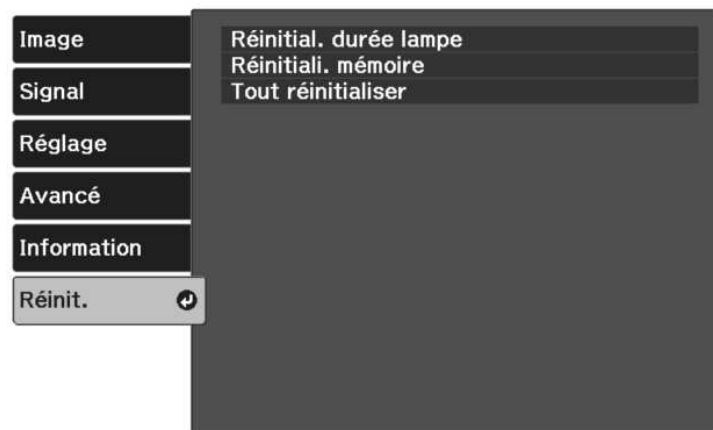 Image
Signal
Réglage
Avancé
Information
Réinit.
Réinitial. durée lampe
Réinitiali. mémoire
Tout réinitialiser